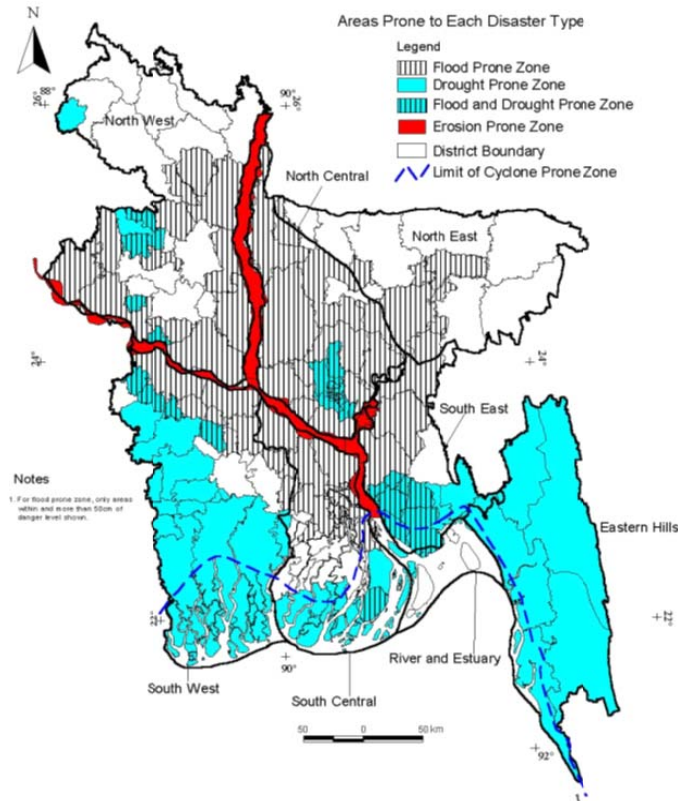 Areas Prone to Each Disaster Type
N
Legend
Flood Prone Zone
Drought Prone Zone
Flood and Drought Prone Zone
Erosion Prone Zone
District Boundary
Limit of Cyclone Prone Zone
26° 88°
90° 26°
North West
North Central
North East
24°
24°
South East
Notes
1. For flood prone zone, only areas
within and more than 50cm of
danger level shown.
Eastern Hills
22°
22°
90°
River and Estuary
South West
South Central
50 0 50 km
92°